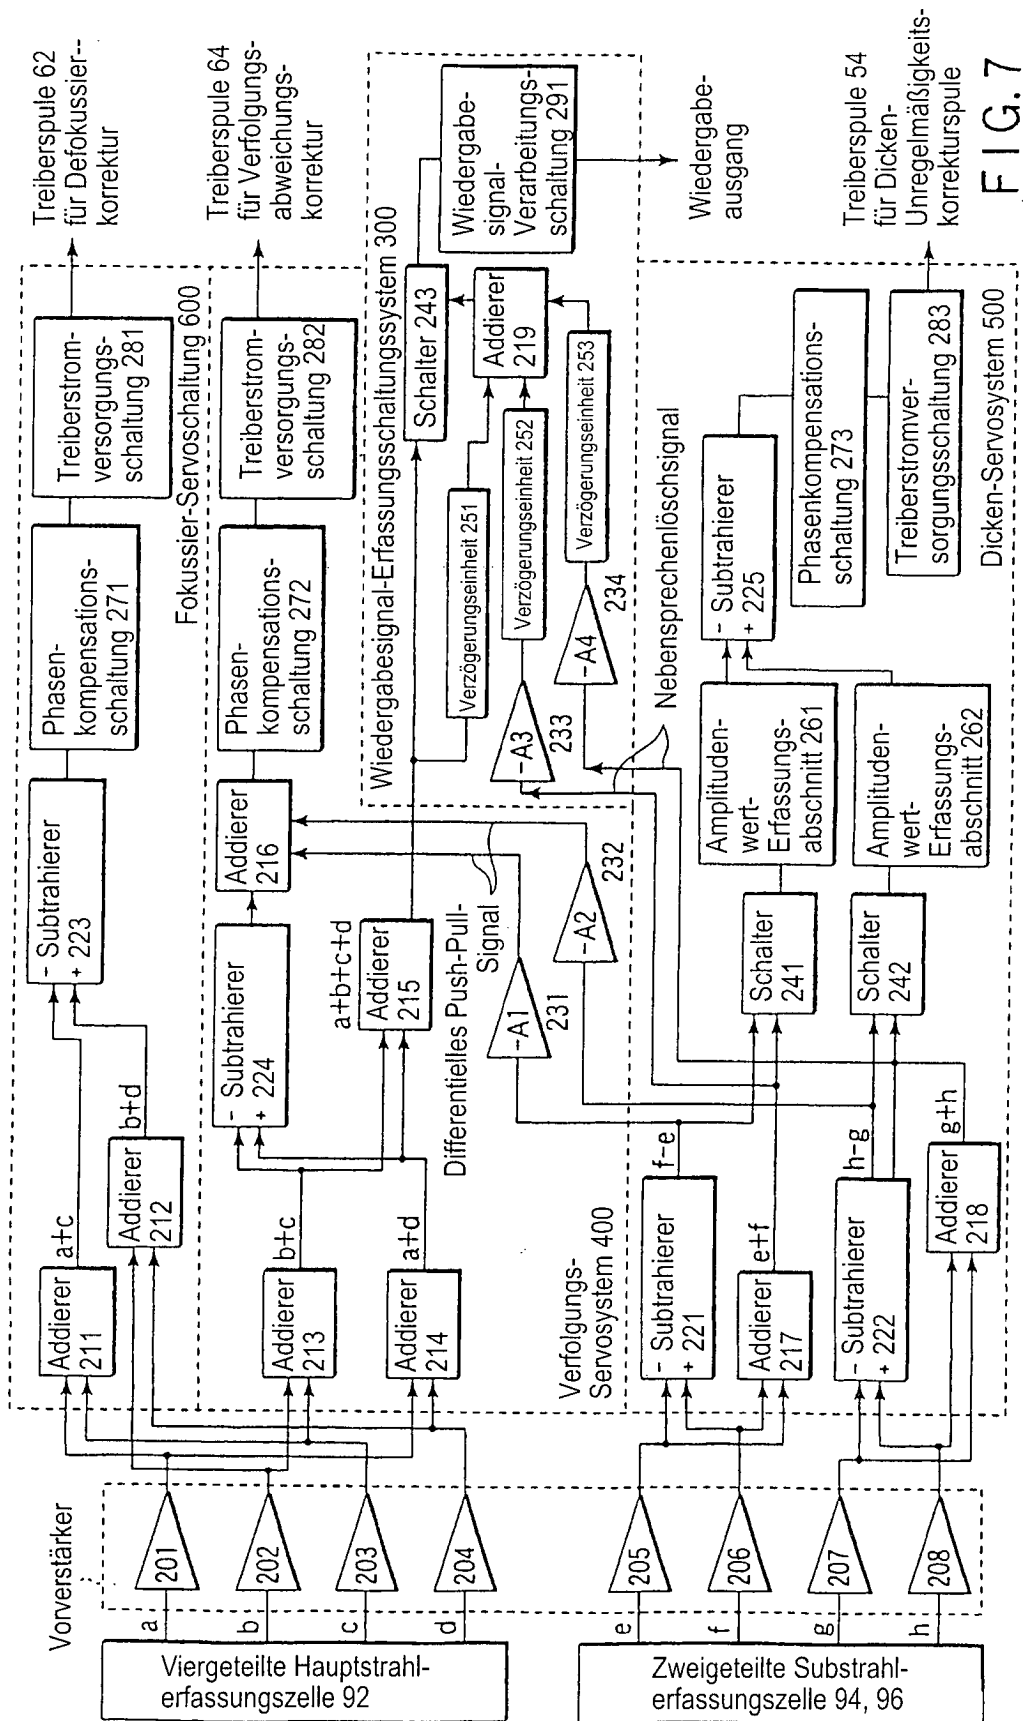 Viergeteilte Hauptstrahl-
erfassungszelle 92
Zweigeteilte Substrahl-
erfassungszelle 94, 96
a
b
c
d
e
f
g
h
Vorverstärker
201
202
203
204
205
206
207
208
Addierer
211
a+c
Addierer
212
b+d
- Subtrahierer
+ 223
Phasen-
kompensations-
schaltung 271
Treiberstrom-
versorgungs-
schaltung 281
Fokussier-Servoschaltung 600
Treiberspule 62
für Defokussier--
korrektur
Addierer
213
b+c
Addierer
214
a+d
- Subtrahierer
+ 224
Addierer
216
Phasen-
kompensations-
schaltung 272
Treiberstrom-
versorgungs-
schaltung 282
Treiberspule 64
für Verfolgungs-
abweichungs-
korrektur
a+b+c+d
Addierer
215
Differentielles Push-Pull-
Signal
-A1
231
-A2
232
Verfolgungs-
Servosystem 400
Wiedergabesignal-Erfassungsschaltungssystem 300
Schalter 243
Verzögerungseinheit 251
Verzögerungseinheit 252
Verzögerungseinheit 253
-A3
233
-A4
234
Addierer
219
Wiedergabe-
signal-
Verarbeitungs-
schaltung 291
Wiedergabe-
ausgang
Nebensprechenlöschsignal
- Subtrahierer
+ 221
f-e
Addierer
217
e+f
- Subtrahierer
+ 222
h-g
Addierer
218
g+h
Schalter
241
Schalter
242
Amplituden-
wert-
Erfassungs-
abschnitt 261
Amplituden-
wert-
Erfassungs-
abschnitt 262
- Subtrahierer
+ 225
Phasenkompensations-
schaltung 273
Treiberstromver-
sorgungsschaltung 283
Dicken-Servosystem 500
Treiberspule 54
für Dicken-
Unregelmäßigkeits-
korrekturspule
FIG. 7